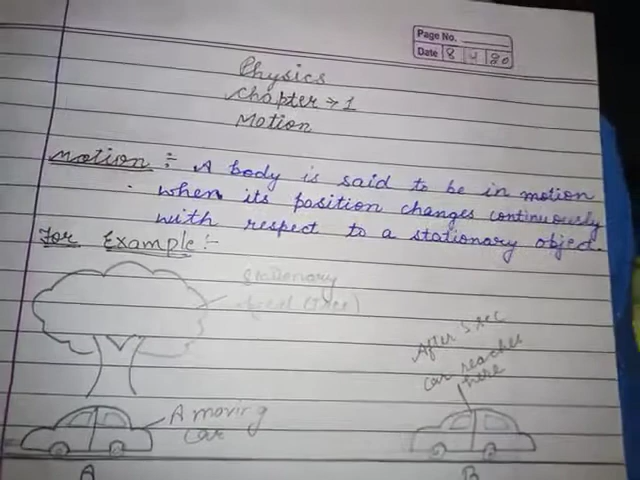 Page No.
Date 8 4 20
Physics
Chapter → 1
Motion
Motion :- A body is said to be in motion
when its position changes continuously
with respect to a stationary object.
For Example:-
Stationary
(Tree)
After 5 sec
car reaches
here
A moving
car
A
B